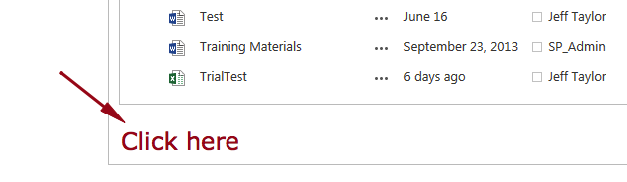 Test ... June 16 Jeff Taylor
Training Materials ... September 23, 2013 SP_Admin
TrialTest ... 6 days ago Jeff Taylor
Click here